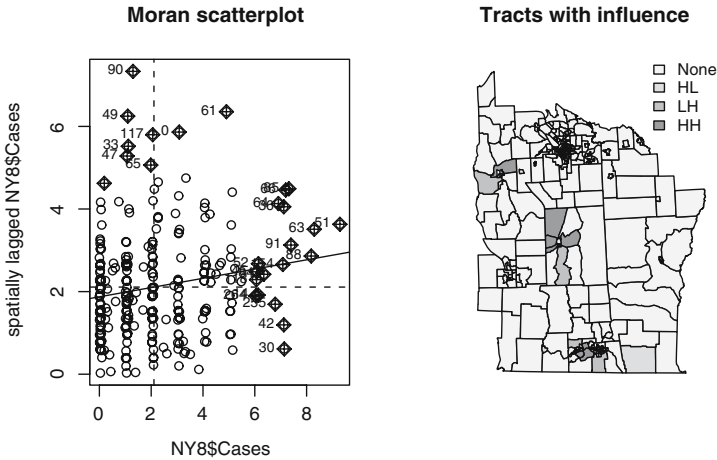 Moran scatterplot
Tracts with influence
None
HL
LH
HH
spatially lagged NY8$Cases
6
4
2
0
90
49
117
0
61
33
47
65
63
51
91
88
52
42
30
0 2 4 6 8
NY8$Cases